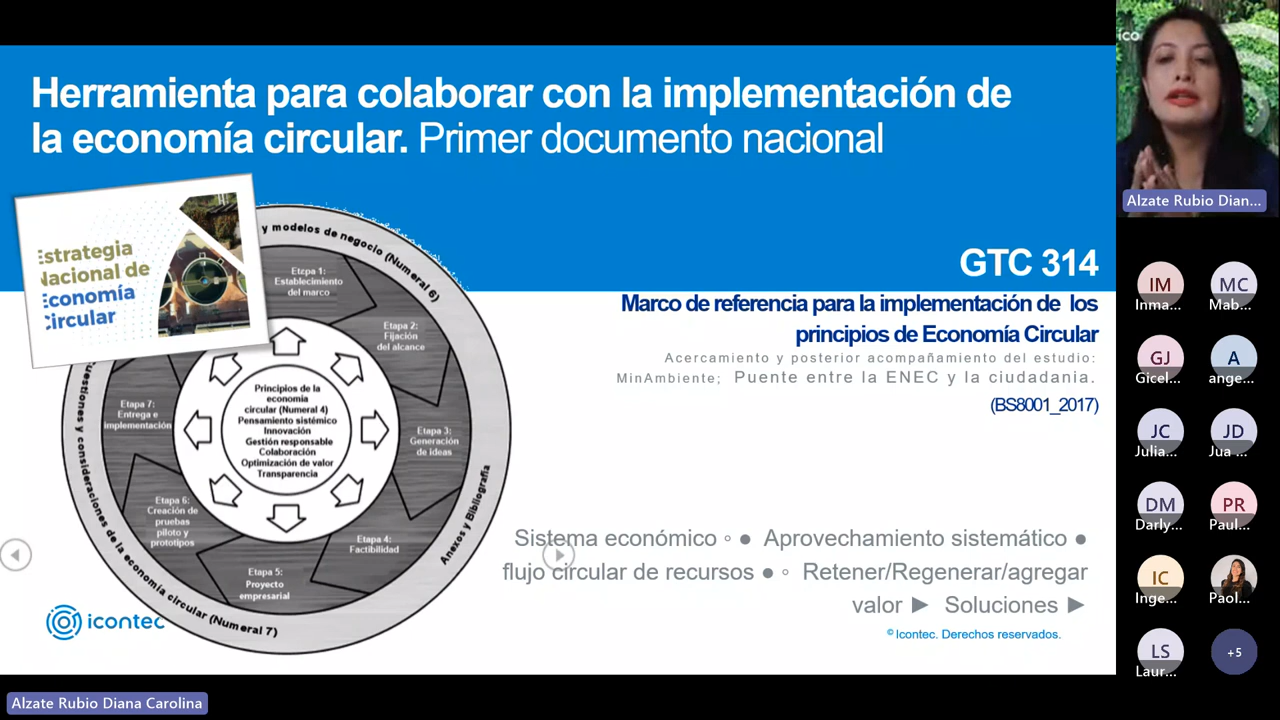 Herramienta para colaborar con la implementación de
la economía circular. Primer documento nacional
Estrategia
Nacional de
Economía
Circular
y modelos de negocio (Numeral 6)
Etapa 1:
Establecimiento
del marco
Etapa 2:
Fijación
del alcance
Etapa 3:
Generación
de ideas
Etapa 4:
Factibilidad
Etapa 5:
Proyecto
empresarial
Etapa 6:
Creación de
pruebas
piloto y
prototipos
Etapa 7:
Entrega e
implementación
Principios de la
economia
circular (Numeral 4)
Pensamiento sistémico
Innovación
Gestión responsable
Colaboración
Optimización de valor
Transparencia
Cuestiones y consideraciones de la economía circular (Numeral 7)
Anexos y Bibliografía
GTC 314
Marco de referencia para la implementación de los
principios de Economía Circular
Acercamiento y posterior acompañamiento del estudio:
MinAmbiente; Puente entre la ENEC y la ciudadania.
(BS8001_2017)
Sistema económico ◦ ● Aprovechamiento sistemático ●
flujo circular de recursos ● ◦ Retener/Regenerar/agregar
valor ► Soluciones ►
© Icontec. Derechos reservados.
icontec
Alzate Rubio Diana Carolina
ico
Alzate Rubio Dian...
IM
Inma...
MC
Mab...
GJ
Gicel...
A
ange...
JC
Julia...
JD
Jua ...
DM
Darly...
PR
Paul...
IC
Inge...
Paol...
LS
Laur...
+5